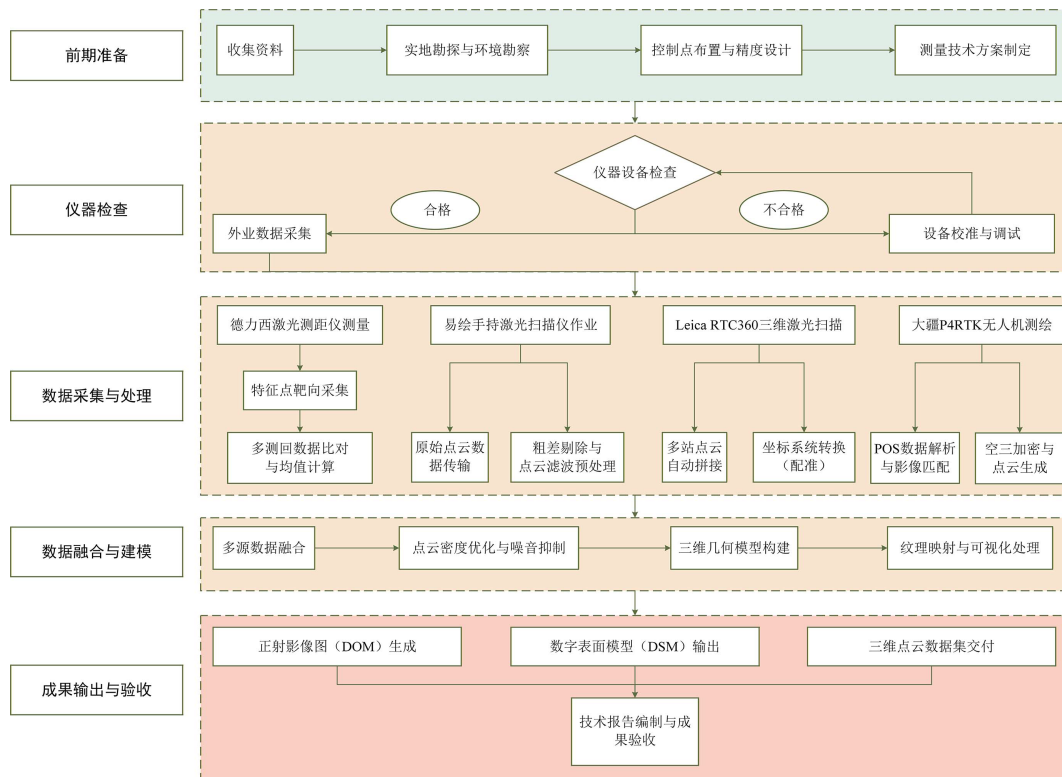 前期准备
收集资料
实地勘探与环境勘察
控制点布置与精度设计
测量技术方案制定
仪器检查
仪器设备检查
合格
不合格
外业数据采集
设备校准与调试
数据采集与处理
德力西激光测距仪测量
易绘手持激光扫描仪作业
Leica RTC360三维激光扫描
大疆P4RTK无人机测绘
特征点靶向采集
多测回数据比对
与均值计算
原始点云数
据传输
粗差剔除与
点云滤波预处理
多站点云
自动拼接
坐标系统转换
（配准）
POS数据解析
与影像匹配
空三加密与
点云生成
数据融合与建模
多源数据融合
点云密度优化与噪音抑制
三维几何模型构建
纹理映射与可视化处理
成果输出与验收
正射影像图（DOM）生成
数字表面模型（DSM）输出
三维点云数据集交付
技术报告编制与成
果验收